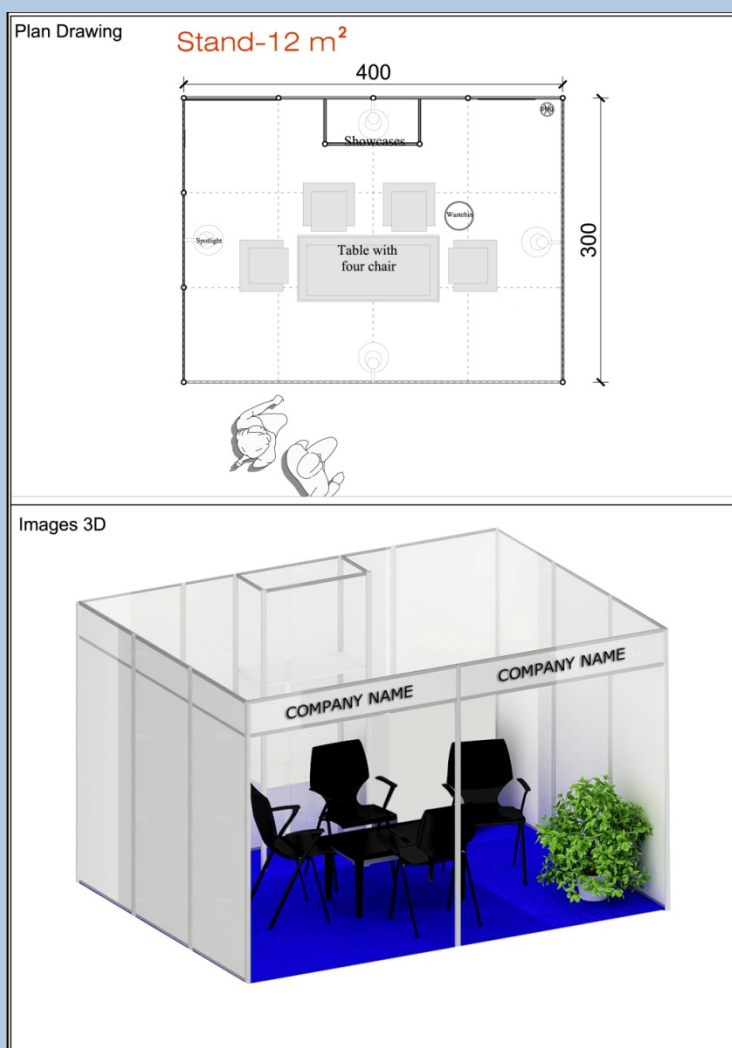 Plan Drawing
Stand-12 m²
400
Showcases
Wastebin
Spotlight
Table with
four chair
300
Images 3D
COMPANY NAME
COMPANY NAME